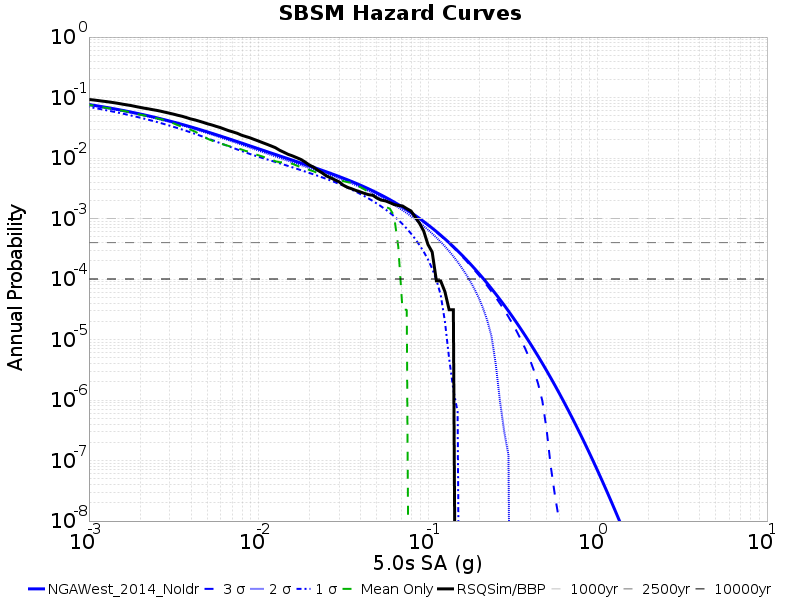 SBSM Hazard Curves
10^0
10^-1
10^-2
10^-3
10^-4
10^-5
10^-6
10^-7
10^-8
Annual Probability
10^-3 10^-2 10^-1 10^0 10^1
5.0s SA (g)
NGAWest_2014_NoIdr 3 σ 2 σ 1 σ Mean Only RSQSim/BBP 1000yr 2500yr 10000yr